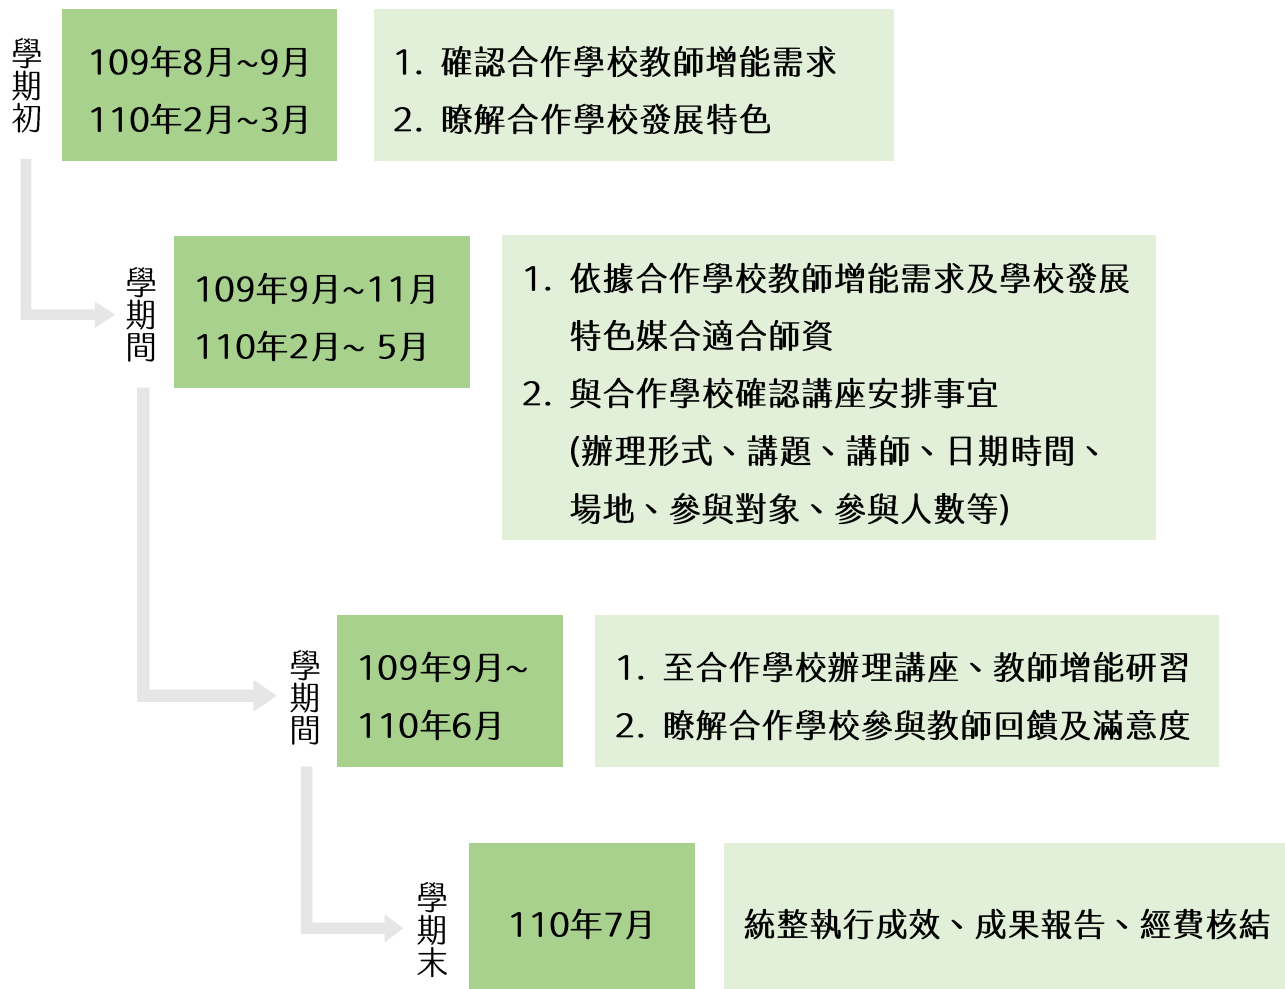 學期初
109年8月~9月
110年2月~3月
1. 確認合作學校教師增能需求
2. 瞭解合作學校發展特色
學期間
109年9月~11月
110年2月~ 5月
1. 依據合作學校教師增能需求及學校發展
特色媒合適合師資
2. 與合作學校確認講座安排事宜
(辦理形式、講題、講師、日期時間、
場地、參與對象、參與人數等)
學期間
109年9月~
110年6月
1. 至合作學校辦理講座、教師增能研習
2. 瞭解合作學校參與教師回饋及滿意度
學期末
110年7月
統整執行成效、成果報告、經費核結